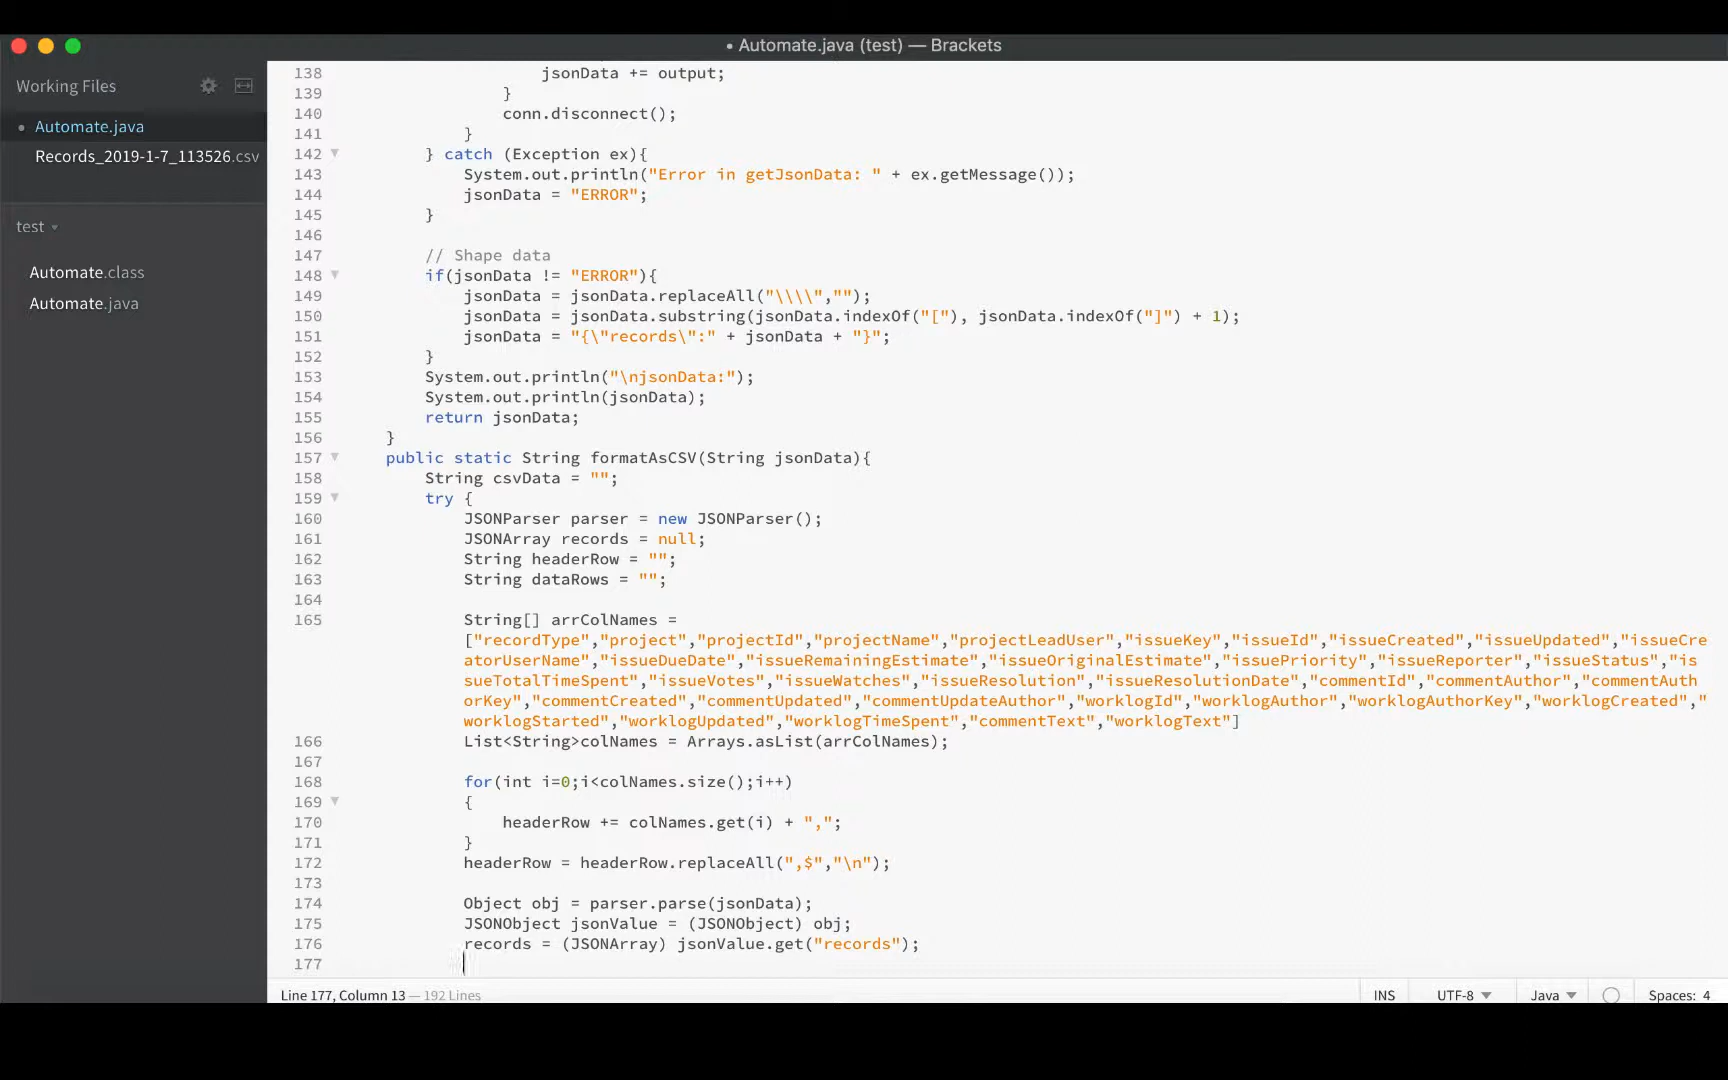 • Automate.java (test) — Brackets
Working Files
• Automate.java
Records_2019-1-7_113526.csv
test
Automate.class
Automate.java
138 jsonData += output;
139 }
140 conn.disconnect();
141 }
142 } catch (Exception ex){
143 System.out.println("Error in getJsonData: " + ex.getMessage());
144 jsonData = "ERROR";
145 }
146
147 // Shape data
148 if(jsonData != "ERROR"){
149 jsonData = jsonData.replaceAll("\\\\","");
150 jsonData = jsonData.substring(jsonData.indexOf("["), jsonData.indexOf("]") + 1);
151 jsonData = "{\"records\":" + jsonData + "}";
152 }
153 System.out.println("\njsonData:");
154 System.out.println(jsonData);
155 return jsonData;
156 }
157 public static String formatAsCSV(String jsonData){
158 String csvData = "";
159 try {
160 JSONParser parser = new JSONParser();
161 JSONArray records = null;
162 String headerRow = "";
163 String dataRows = "";
164
165 String[] arrColNames =
["recordType","project","projectId","projectName","projectLeadUser","issueKey","issueId","issueCreated","issueUpdated","issueCre
atorUserName","issueDueDate","issueRemainingEstimate","issueOriginalEstimate","issuePriority","issueReporter","issueStatus","is
sueTotalTimeSpent","issueVotes","issueWatches","issueResolution","issueResolutionDate","commentId","commentAuthor","commentAuth
orKey","commentCreated","commentUpdated","commentUpdateAuthor","worklogId","worklogAuthor","worklogAuthorKey","worklogCreated","
worklogStarted","worklogUpdated","worklogTimeSpent","commentText","worklogText"]
166 List<String>colNames = Arrays.asList(arrColNames);
167
168 for(int i=0;i<colNames.size();i++)
169 {
170 headerRow += colNames.get(i) + ",";
171 }
172 headerRow = headerRow.replaceAll(",$","\n");
173
174 Object obj = parser.parse(jsonData);
175 JSONObject jsonValue = (JSONObject) obj;
176 records = (JSONArray) jsonValue.get("records");
177
Line 177, Column 13 — 192 Lines
INS
UTF-8
Java
Spaces: 4